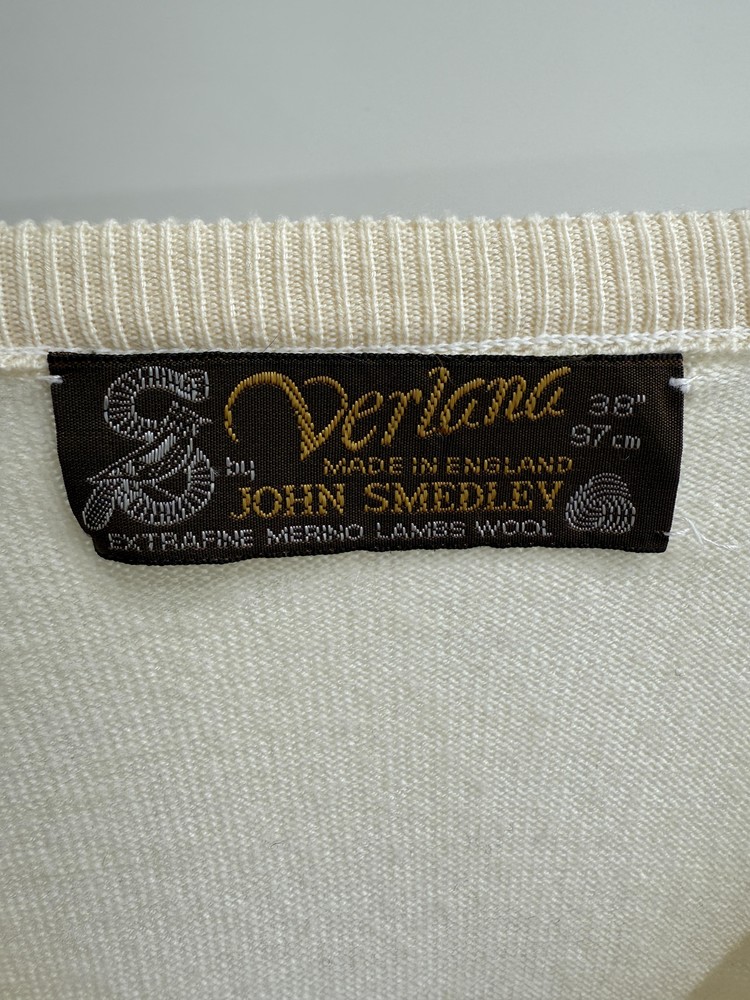 Verlana
38"
97cm
MADE IN ENGLAND
by JOHN SMEDLEY
EXTRAFINE MERINO LAMBS WOOL